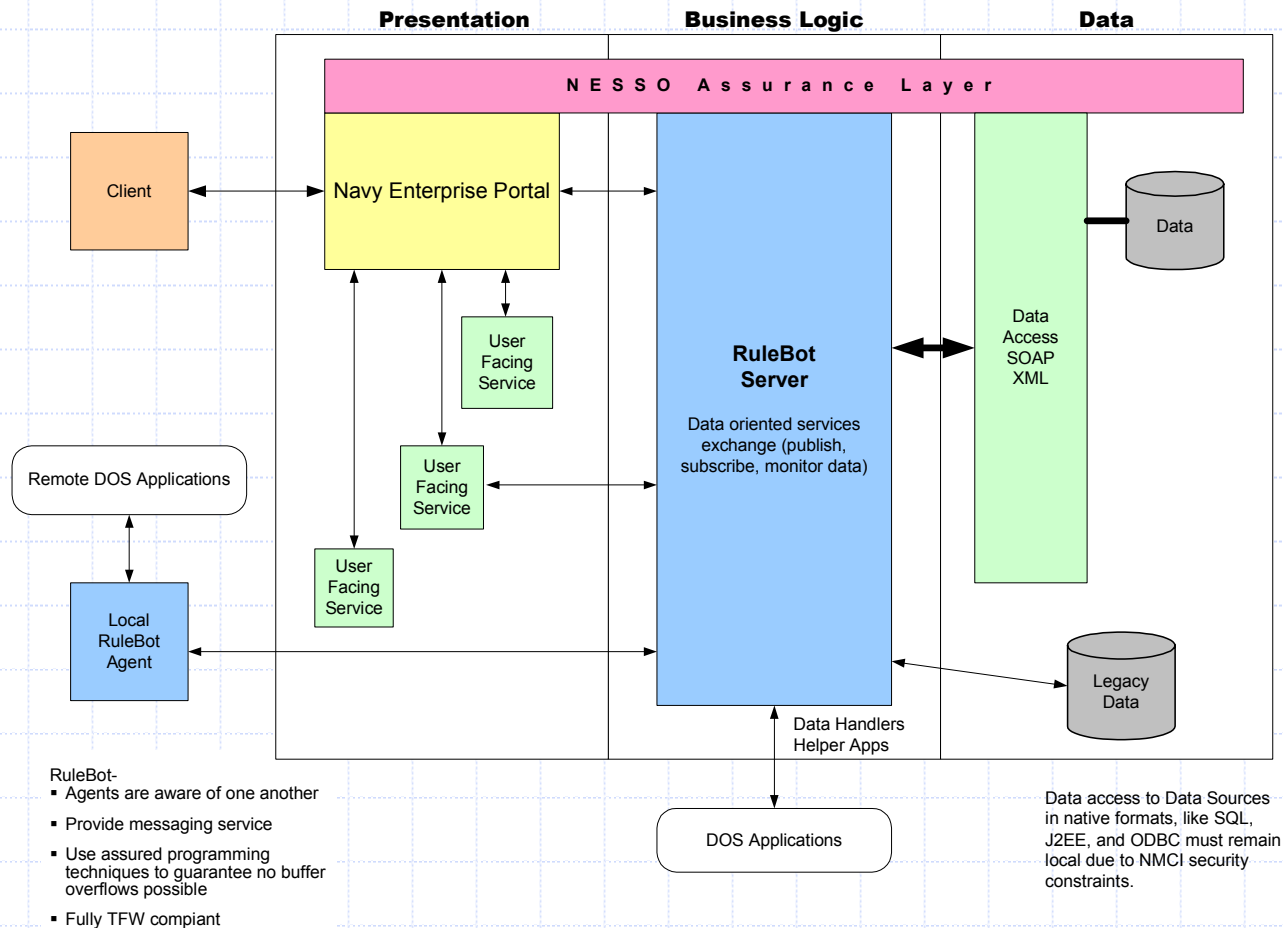 Presentation
Business Logic
Data
NESSO Assurance Layer
Client
Navy Enterprise Portal
Data
User
Facing
Service
RuleBot
Server
Data oriented services
exchange (publish,
subscribe, monitor data)
Data
Access
SOAP
XML
User
Facing
Service
Remote DOS Applications
User
Facing
Service
Local
RuleBot
Agent
Legacy
Data
Data Handlers
Helper Apps
DOS Applications
RuleBot-
▪ Agents are aware of one another
▪ Provide messaging service
▪ Use assured programming
techniques to guarantee no buffer
overflows possible
▪ Fully TFW compiant
Data access to Data Sources
in native formats, like SQL,
J2EE, and ODBC must remain
local due to NMCI security
constraints.